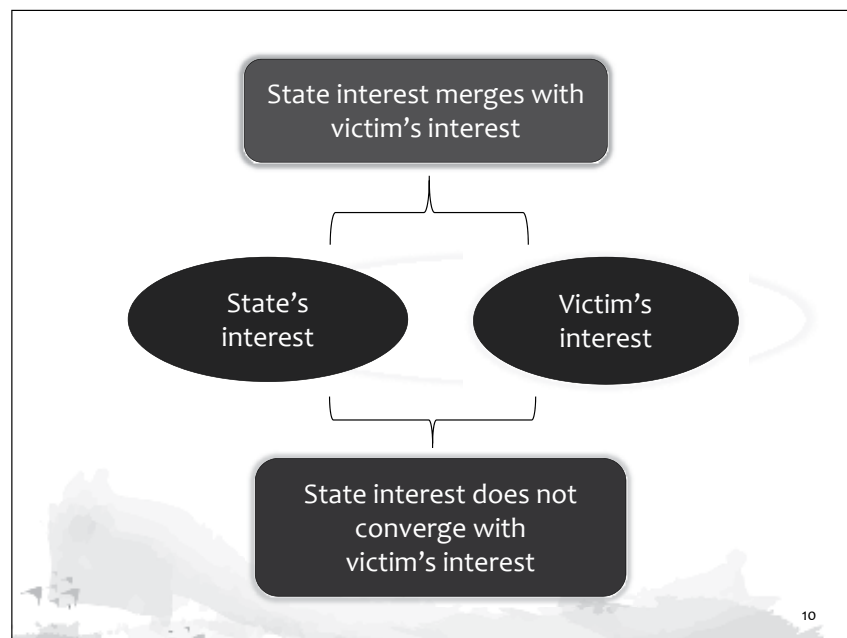 State interest merges with
victim’s interest
State’s
interest
Victim’s
interest
State interest does not
converge with
victim’s interest
10